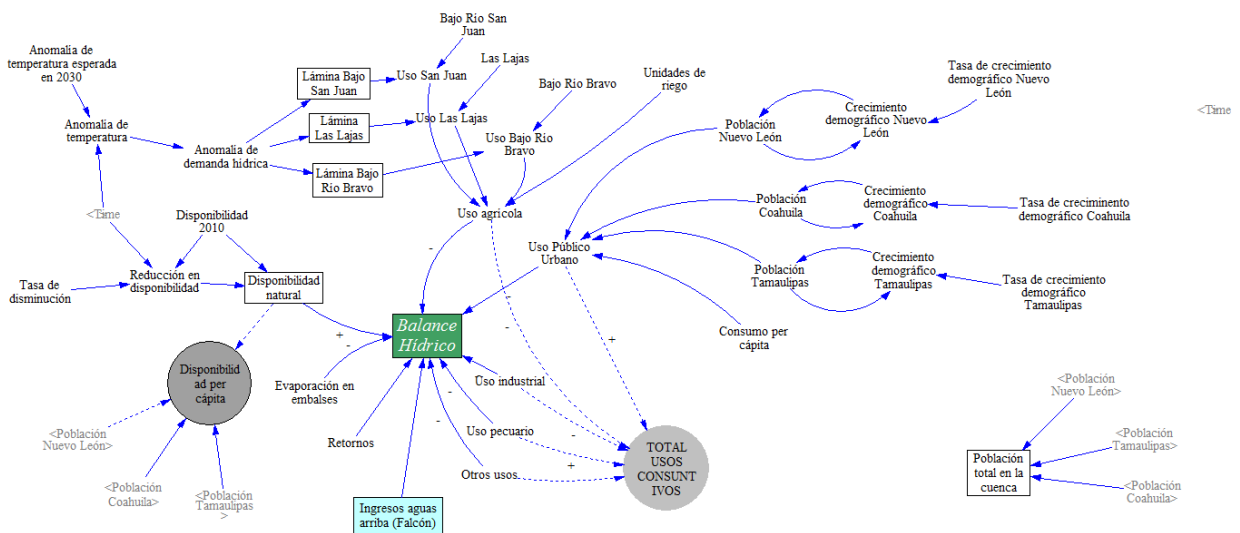 Bajo Río San
Juan
Anomalía de
temperatura esperada
en 2030
Las Lajas
Unidades de
riego
Tasa de crecimiento
demográfico Nuevo
León
Lámina Bajo
San Juan
Uso San Juan
Bajo Río Bravo
<Time
Anomalía de
temperatura
Lámina
Las Lajas
Uso Las Lajas
Crecimiento
demográfico Nuevo
León
Población
Nuevo León
Anomalía de
demanda hídrica
Uso Bajo Río
Bravo
Lámina Bajo
Río Bravo
<Time
Disponibilidad
2010
Uso agrícola
Población
Coahuila
Crecimiento
demográfico
Coahuila
Tasa de creciminento
demográfico Coahuila
Uso Público
Urbano
-
Tasa de
disminución
Reducción en
disponibilidad
Disponibilidad
natural
Población
Tamaulipas
Crecimiento
demográfico
Tamaulipas
Tasa de crecimiento
demográfico
Tamaulipas
-
-
+
-
Balance
Hídrico
+
Consumo per
cápita
Disponibilid
ad per
cápita
Evaporación en
embalses
-
Uso industrial
<Población
Nuevo León>
<Población
Nuevo León>
Retornos
-
Uso pecuario
-
+
TOTAL
USOS
CONSUNT
IVOS
<Población
Tamaulipas>
Población
total en la
cuenca
<Población
Coahuila>
<Población
Coahuila>
<Población
Tamaulipas
>
Otros usos
Ingresos aguas
arriba (Falcón)